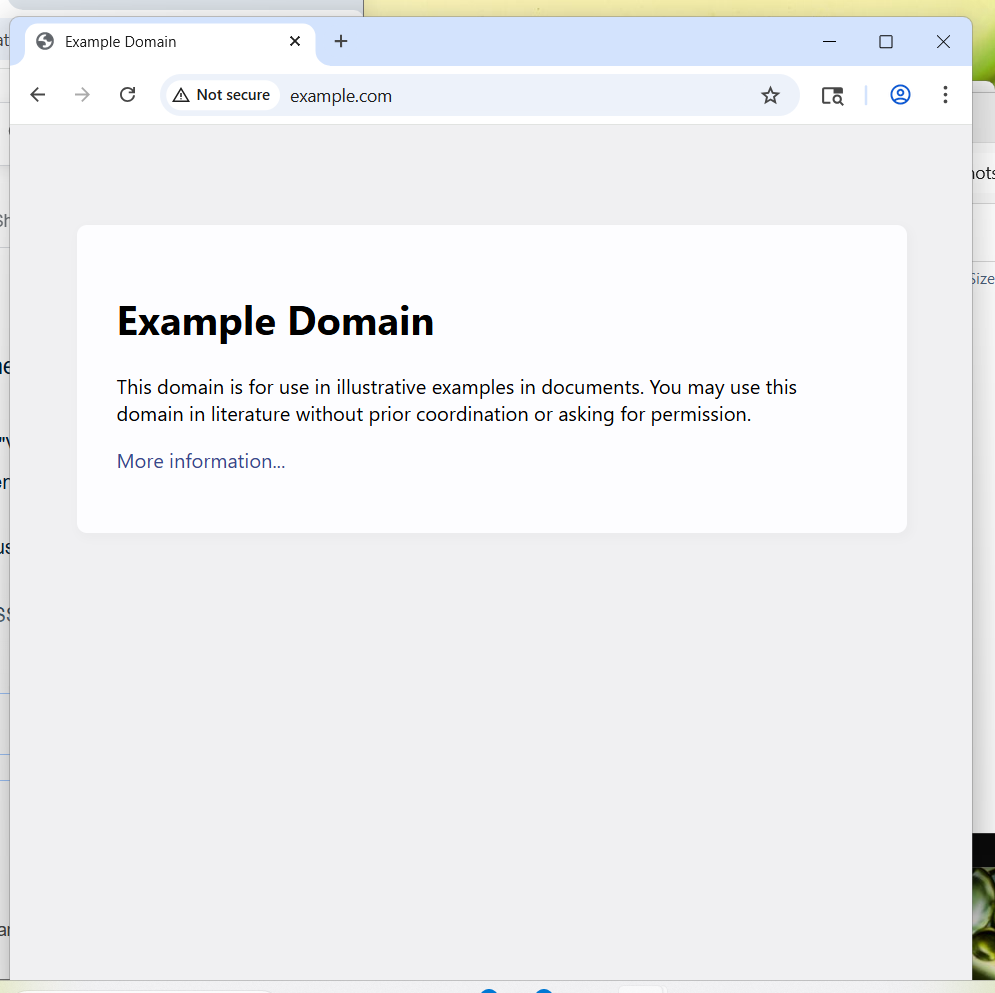 Example Domain
Not secure
example.com
Example Domain
This domain is for use in illustrative examples in documents. You may use this
domain in literature without prior coordination or asking for permission.
More information...
Size